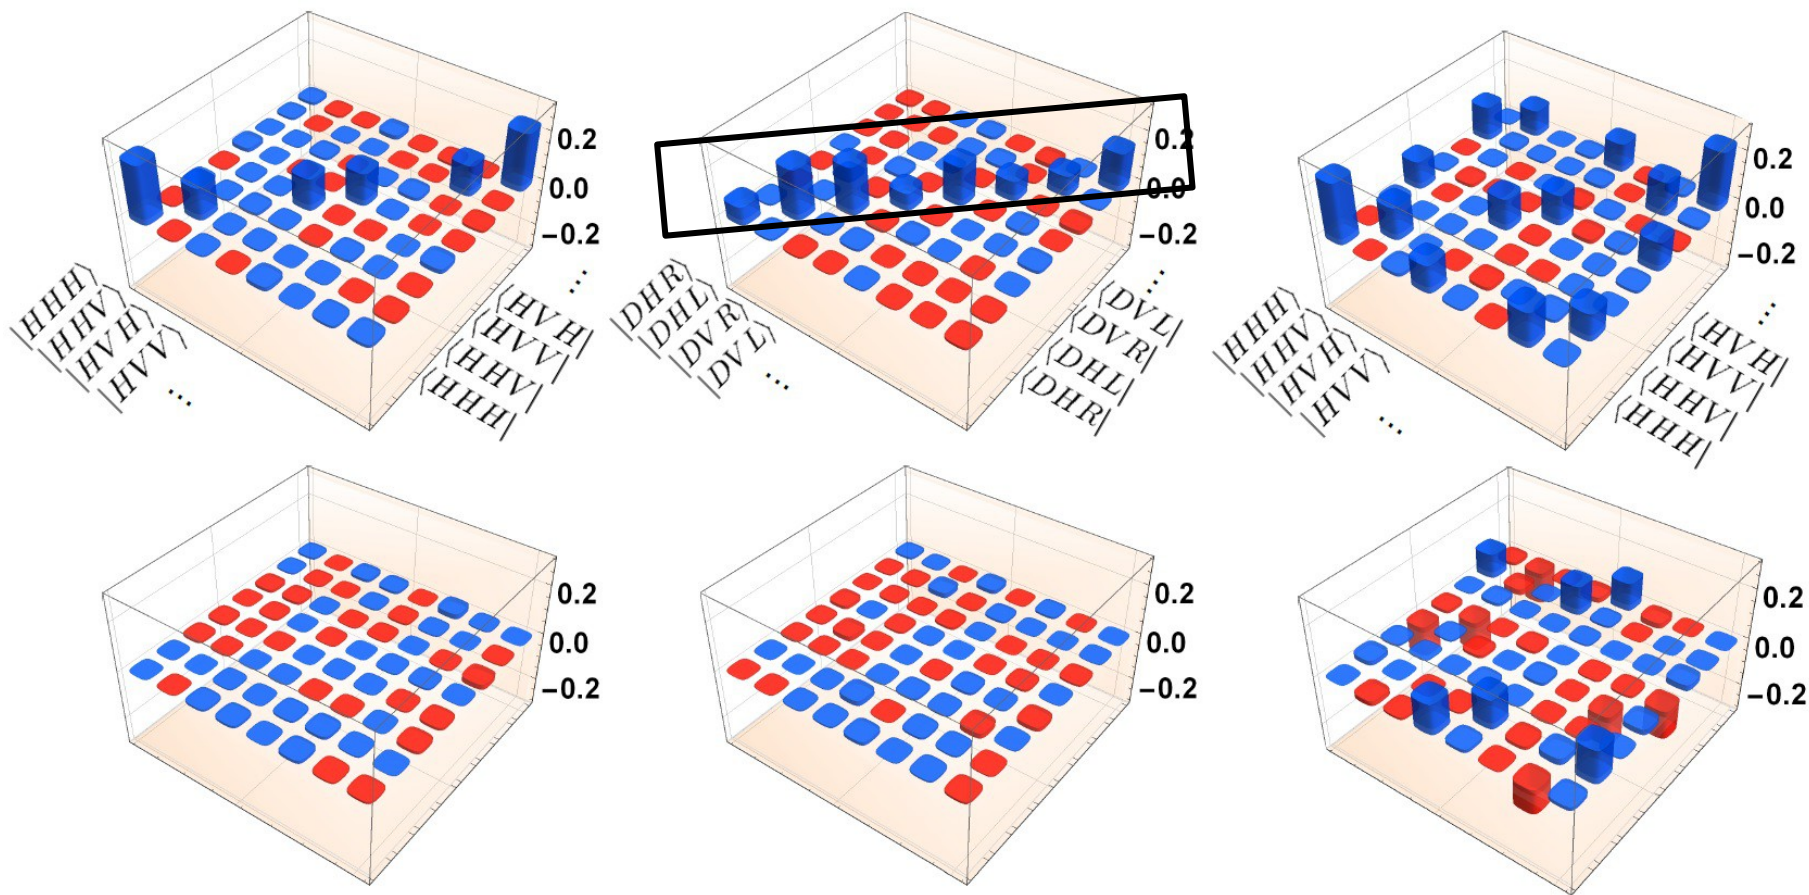 0.2
0.0
−0.2
|HHH⟩
|HHV⟩
|HVH⟩
|HVV⟩
...
...
⟨HVH|
⟨HVV|
⟨HHV|
⟨HHH|
0.2
0.0
−0.2
|DHR⟩
|DHL⟩
|DVR⟩
|DVL⟩
...
...
⟨DVL|
⟨DVR|
⟨DHL|
⟨DHR|
0.2
0.0
−0.2
|HHH⟩
|HHV⟩
|HVH⟩
|HVV⟩
...
...
⟨HVH|
⟨HVV|
⟨HHV|
⟨HHH|
0.2
0.0
−0.2
0.2
0.0
−0.2
0.2
0.0
−0.2